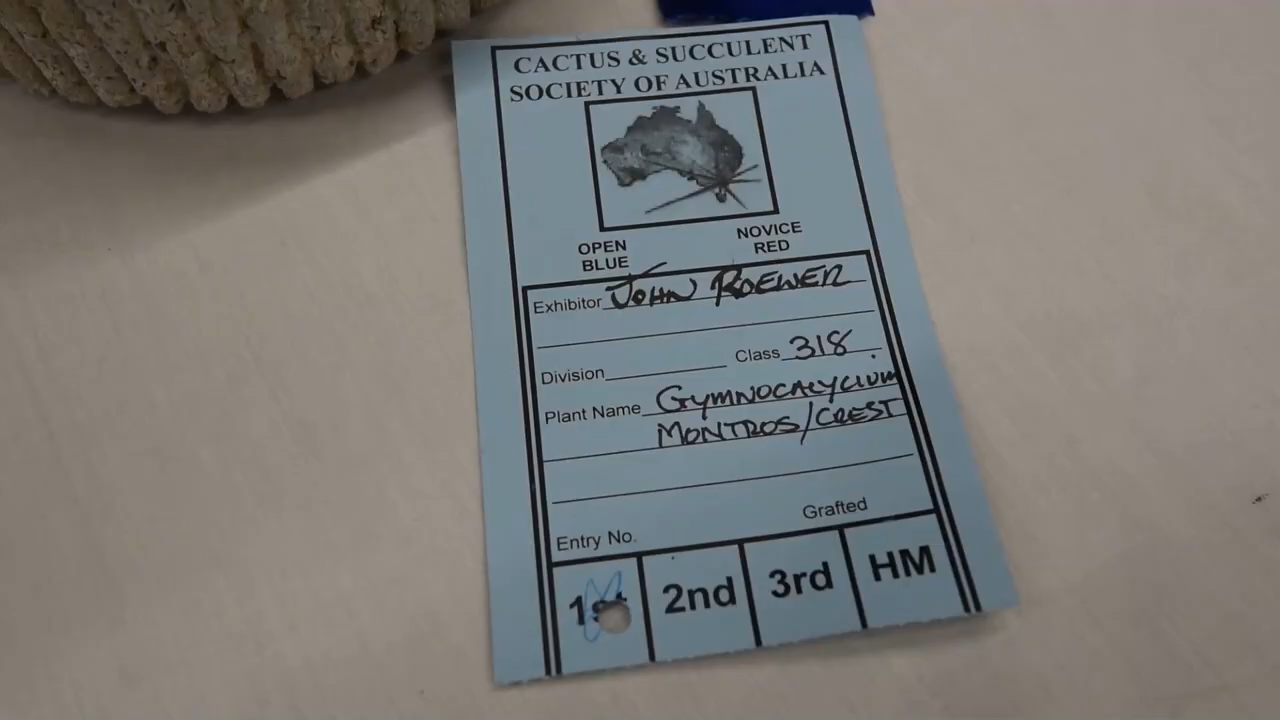 CACTUS & SUCCULENT
SOCIETY OF AUSTRALIA
OPEN BLUE
NOVICE RED
Exhibitor JOHN ROEWER
Division Class 318
Plant Name GYMNOCALYCIUM
MONTROS/CREST
Grafted
Entry No.
1st 2nd 3rd HM